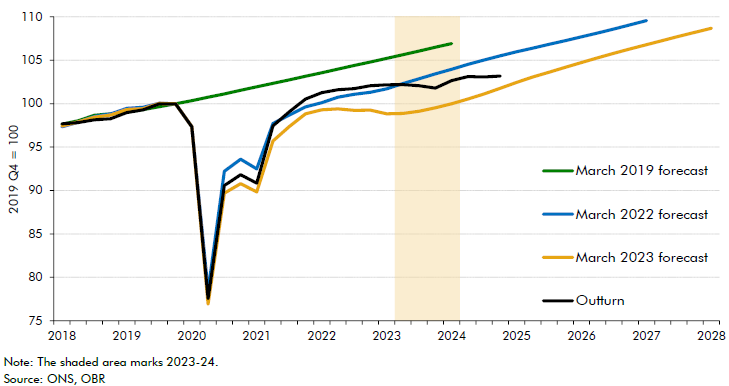 110
105
100
95
90
85
80
75
2019 Q4 = 100
March 2019 forecast
March 2022 forecast
March 2023 forecast
Outturn
2018 2019 2020 2021 2022 2023 2024 2025 2026 2027 2028
Note: The shaded area marks 2023-24.
Source: ONS, OBR